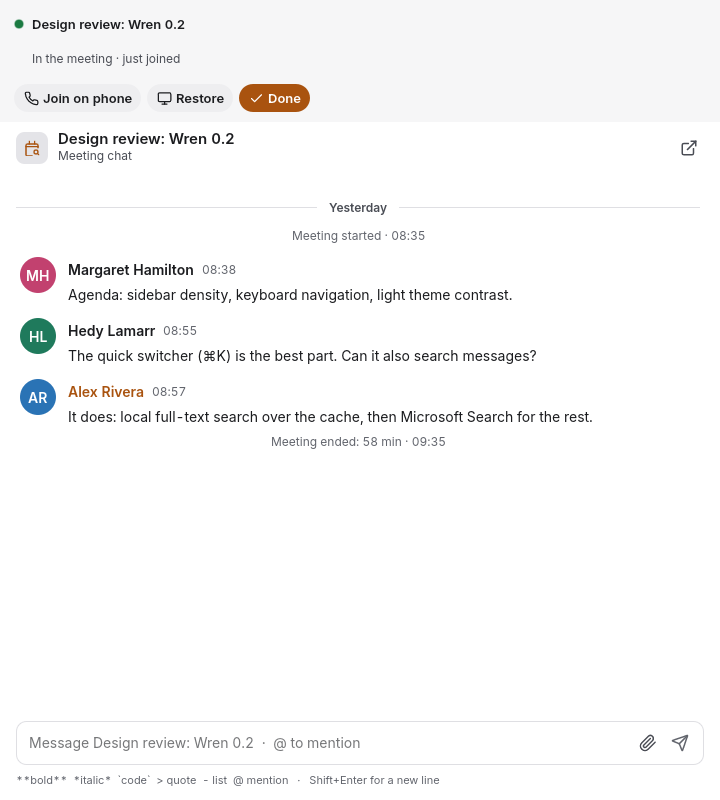 Design review: Wren 0.2
In the meeting · just joined
Join on phone
Restore
Done
Design review: Wren 0.2
Meeting chat
Yesterday
Meeting started · 08:35
MH
Margaret Hamilton 08:38
Agenda: sidebar density, keyboard navigation, light theme contrast.
HL
Hedy Lamarr 08:55
The quick switcher (⌘K) is the best part. Can it also search messages?
AR
Alex Rivera 08:57
It does: local full-text search over the cache, then Microsoft Search for the rest.
Meeting ended: 58 min · 09:35
Message Design review: Wren 0.2 · @ to mention
**bold** *italic* `code` > quote - list @ mention · Shift+Enter for a new line